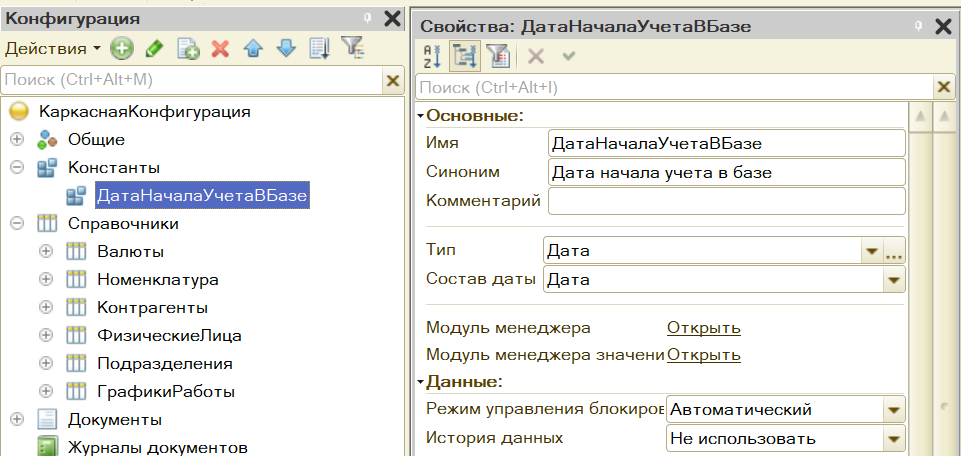 Конфигурация
Действия
Поиск (Ctrl+Alt+M)
КаркаснаяКонфигурация
Общие
Константы
ДатаНачалаУчетаВБазе
Справочники
Валюты
Номенклатура
Контрагенты
ФизическиеЛица
Подразделения
ГрафикиРаботы
Документы
Журналы документов
Свойства: ДатаНачалаУчетаВБазе
Поиск (Ctrl+Alt+I)
Основные:
Имя ДатаНачалаУчетаВБазе
Синоним Дата начала учета в базе
Комментарий
Тип Дата ...
Состав даты Дата
Модуль менеджера Открыть
Модуль менеджера значени Открыть
Данные:
Режим управления блокиров Автоматический
История данных Не использовать